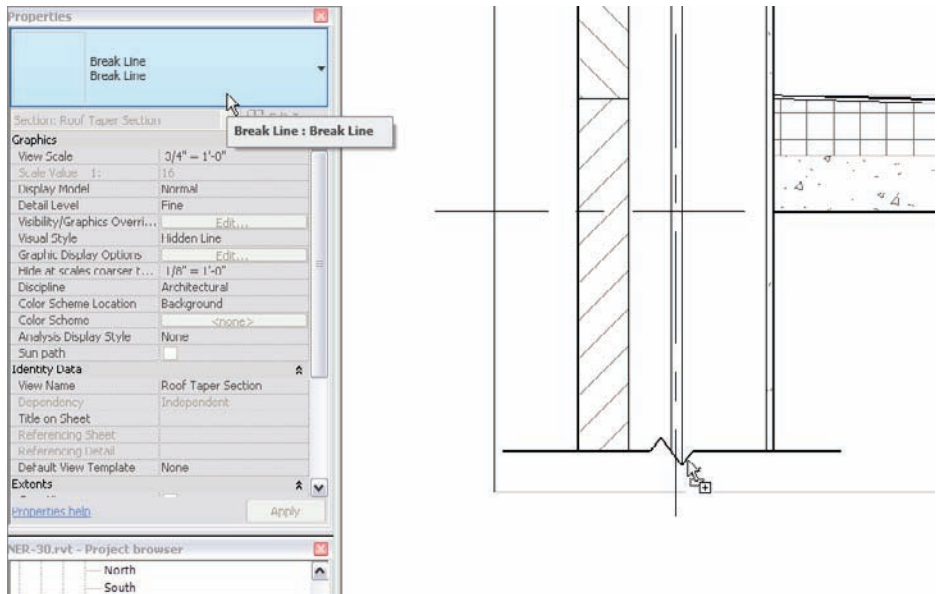 Properties
Break Line
Break Line
Section: Roof Taper Section
Break Line : Break Line
Graphics
View Scale 3/4" = 1'-0"
Scale Value 1: 16
Display Model Normal
Detail Level Fine
Visibility/Graphics Overri... Edit...
Visual Style Hidden Line
Graphic Display Options Edit...
Hide at scales coarser t... 1/8" = 1'-0"
Discipline Architectural
Color Scheme Location Background
Color Scheme <none>
Analysis Display Style None
Sun path
Identity Data
View Name Roof Taper Section
Dependency Independent
Title on Sheet
Referencing Sheet
Referencing Detail
Default View Template None
Extents
Properties help Apply
NER-30.rvt - Project browser
North
South